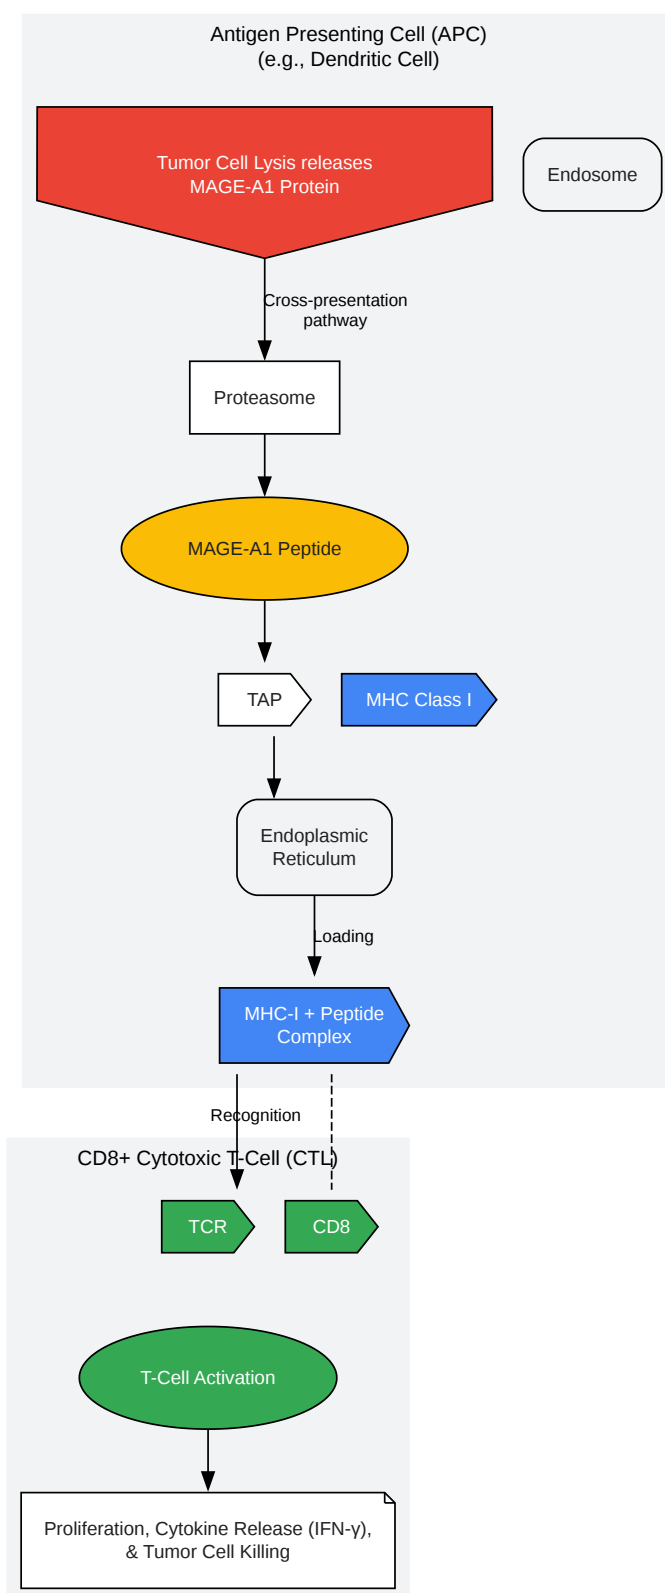 Antigen Presenting Cell (APC)
(e.g., Dendritic Cell)
Tumor Cell Lysis releases
MAGE-A1 Protein
Endosome
Cross-presentation
pathway
Proteasome
MAGE-A1 Peptide
TAP
MHC Class I
Endoplasmic
Reticulum
Loading
MHC-I + Peptide
Complex
Recognition
CD8+ Cytotoxic T-Cell (CTL)
TCR
CD8
T-Cell Activation
Proliferation, Cytokine Release (IFN-γ),
& Tumor Cell Killing